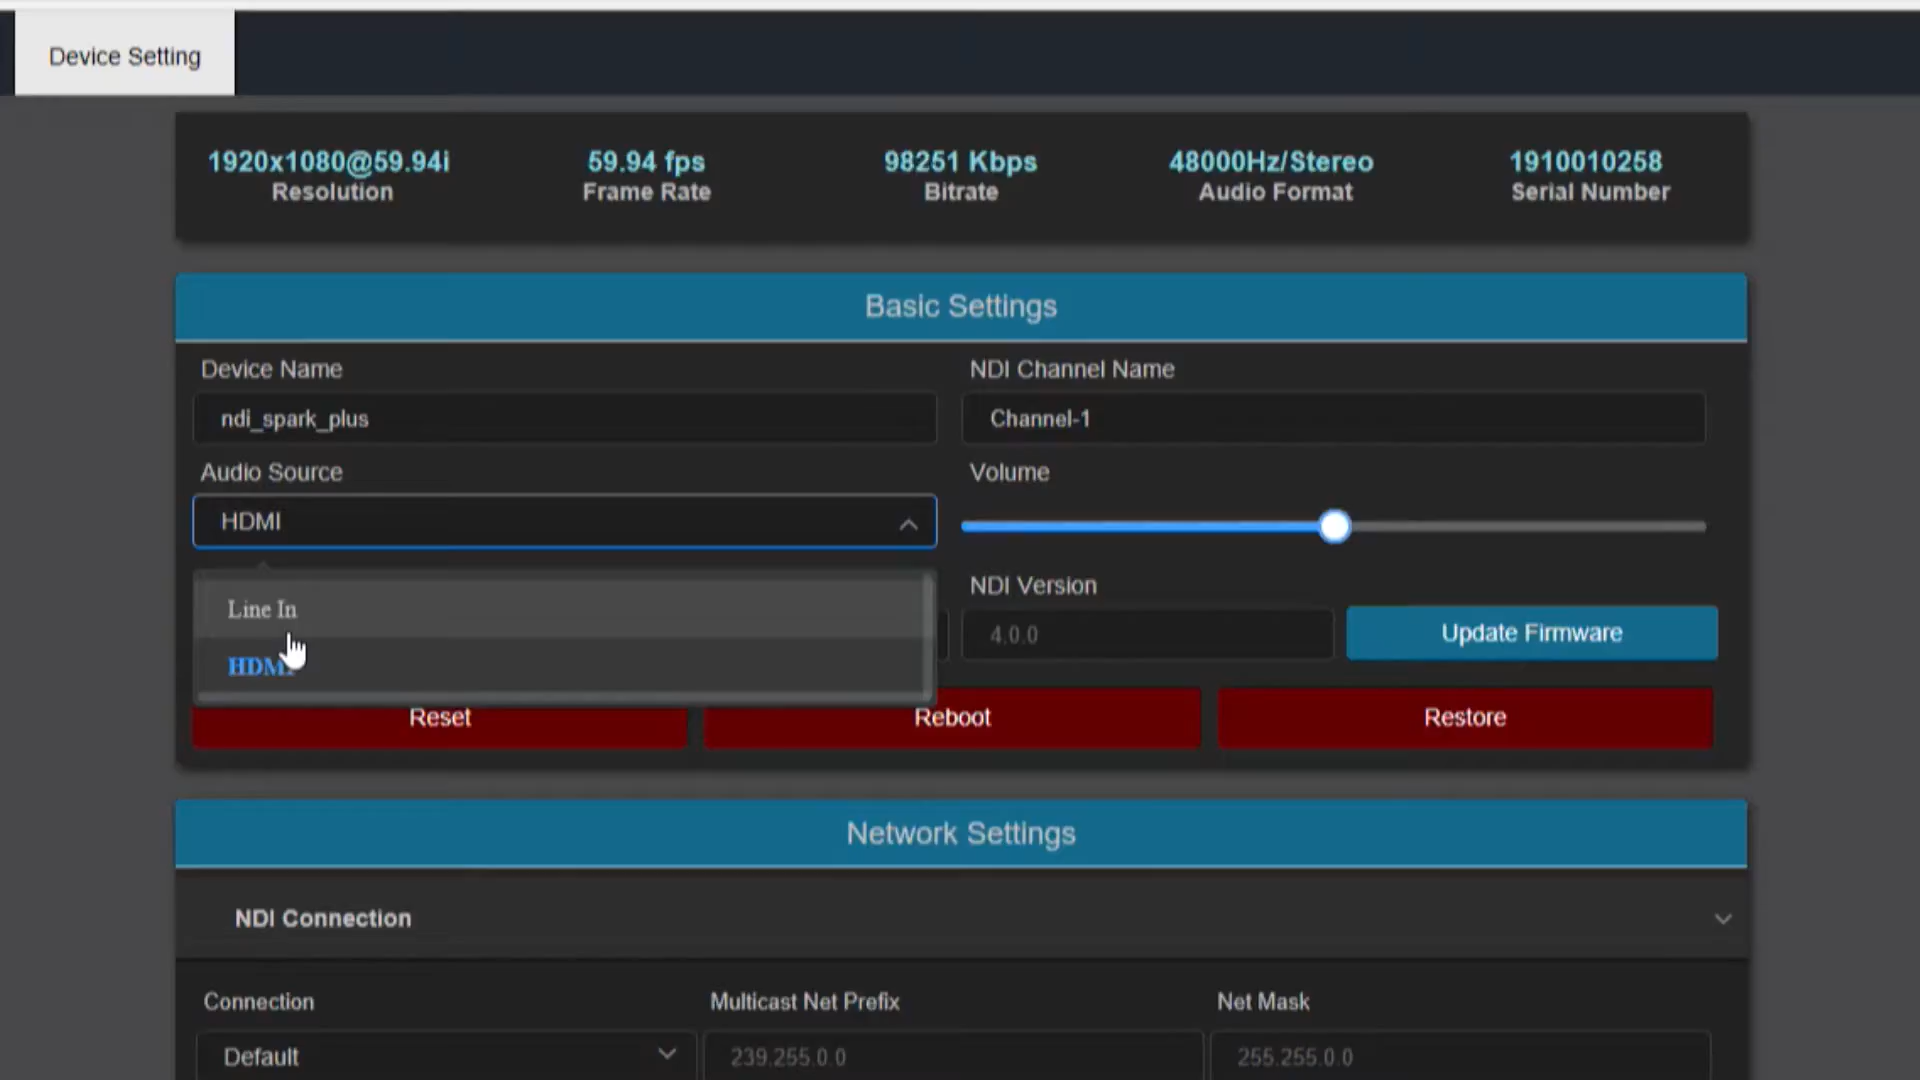 Device Setting
1920x1080@59.94i
Resolution
59.94 fps
Frame Rate
98251 Kbps
Bitrate
48000Hz/Stereo
Audio Format
1910010258
Serial Number
Basic Settings
Device Name
NDI Channel Name
ndi_spark_plus
Channel-1
Audio Source
Volume
HDMI
Line In
HDMI
NDI Version
4.0.0
Update Firmware
Reset
Reboot
Restore
Network Settings
NDI Connection
Connection
Multicast Net Prefix
Net Mask
Default
239.255.0.0
255.255.0.0